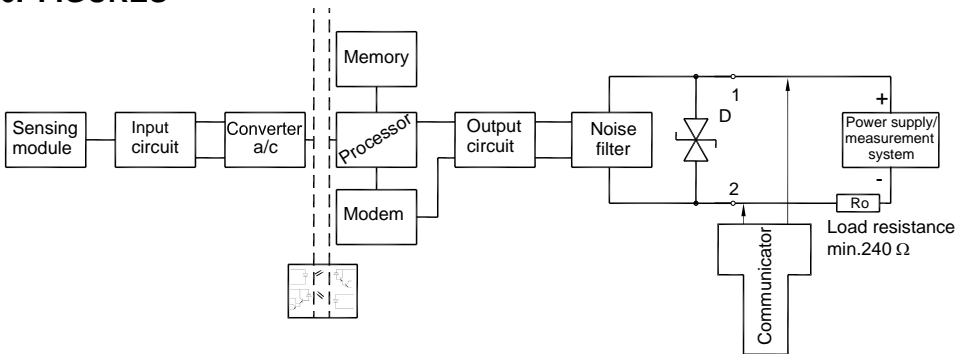 Memory
Sensing
module
Input
circuit
Converter
a/c
Processor
Output
circuit
Noise
filter
Modem
1
D
2
+
Power supply/
measurement
system
-
Ro
Load resistance
min.240 Ω
Communicator